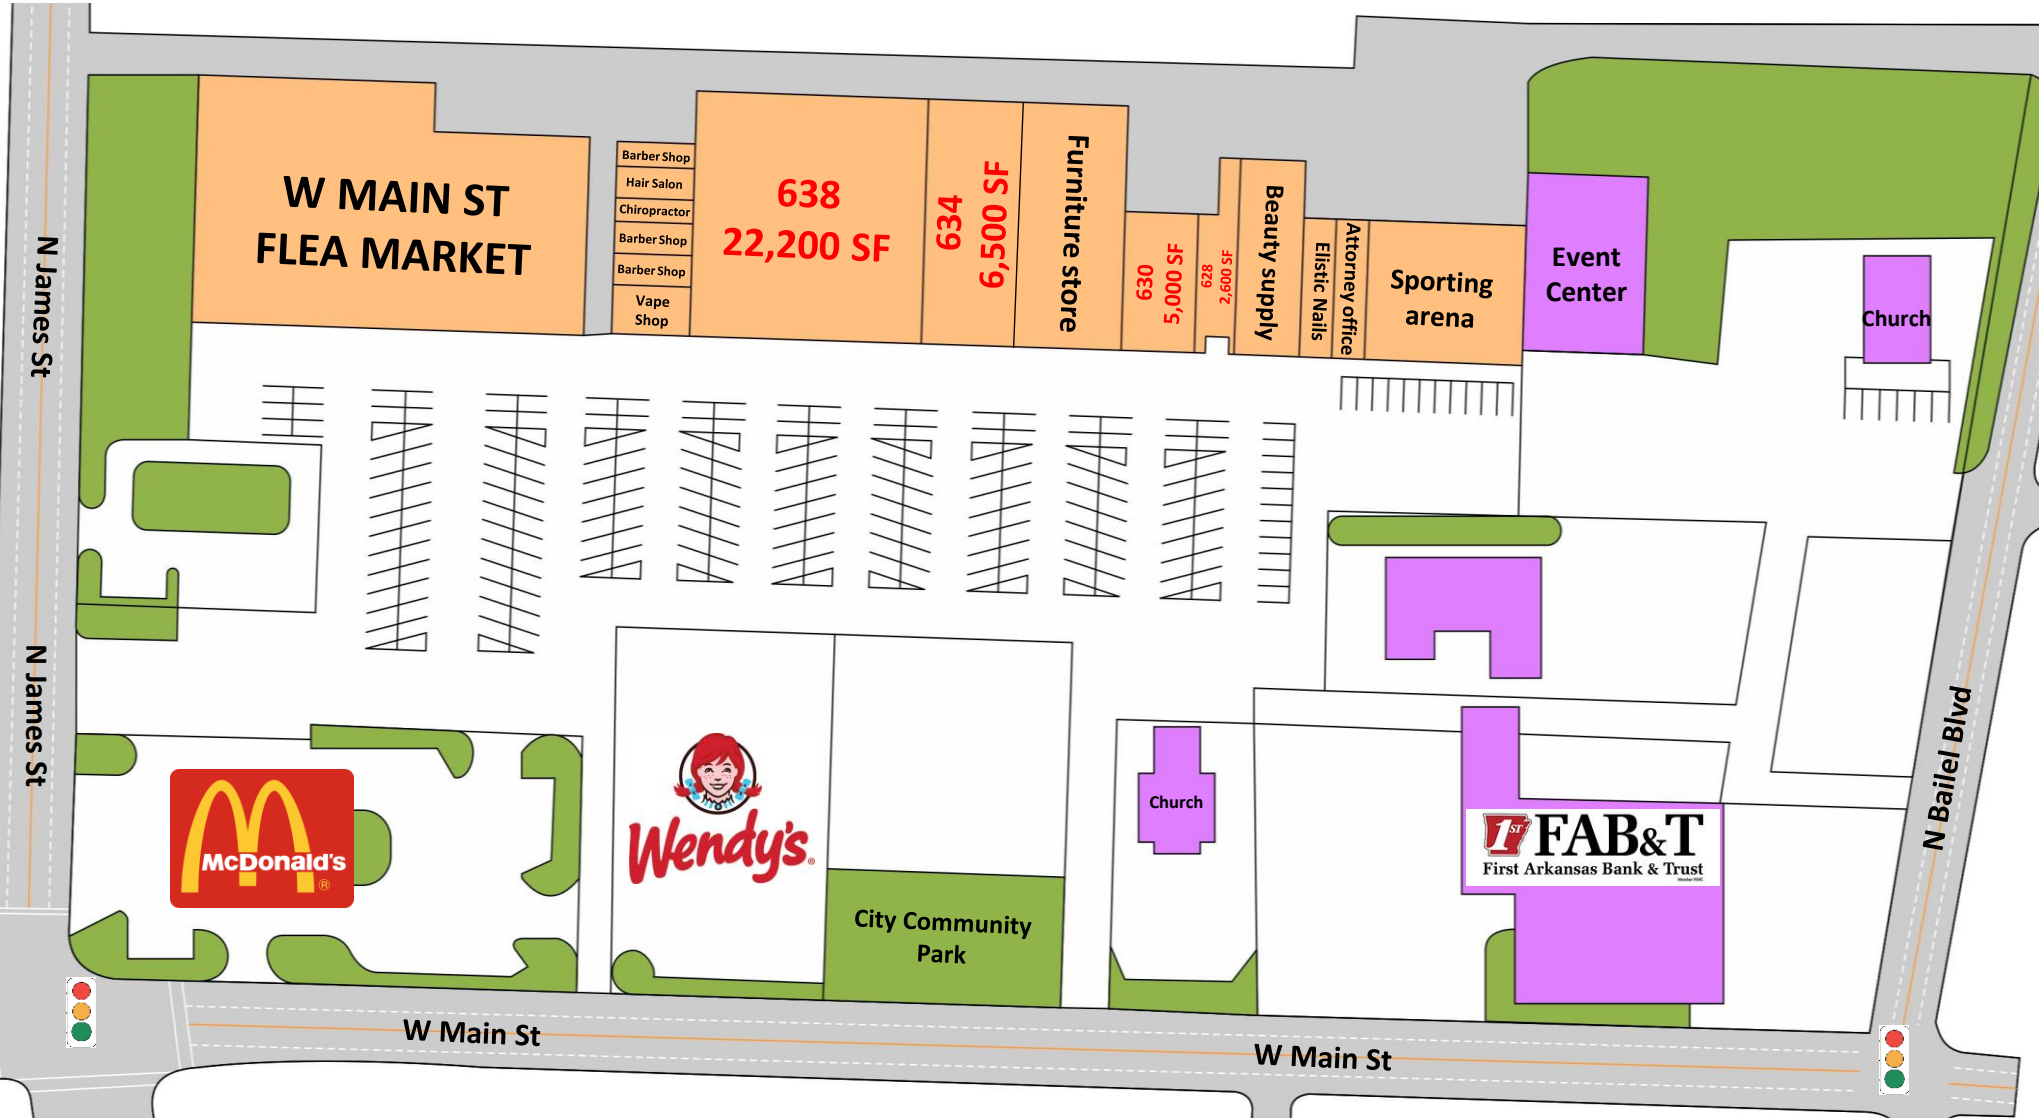 W MAIN ST
FLEA MARKET
Barber Shop
Hair Salon
Chiropractor
Barber Shop
Barber Shop
Vape
Shop
638
22,200 SF
634
6,500 SF
Furniture store
630
5,000 SF
628
2,600 SF
Beauty supply
Elistic Nails
Attorney office
Sporting
arena
Event
Center
Church
N James St
N James St
McDonald's
®
Wendy's
City Community
Park
Church
1ST FAB&T
First Arkansas Bank & Trust
Member FDIC
N Bailel Blvd
W Main St
W Main St